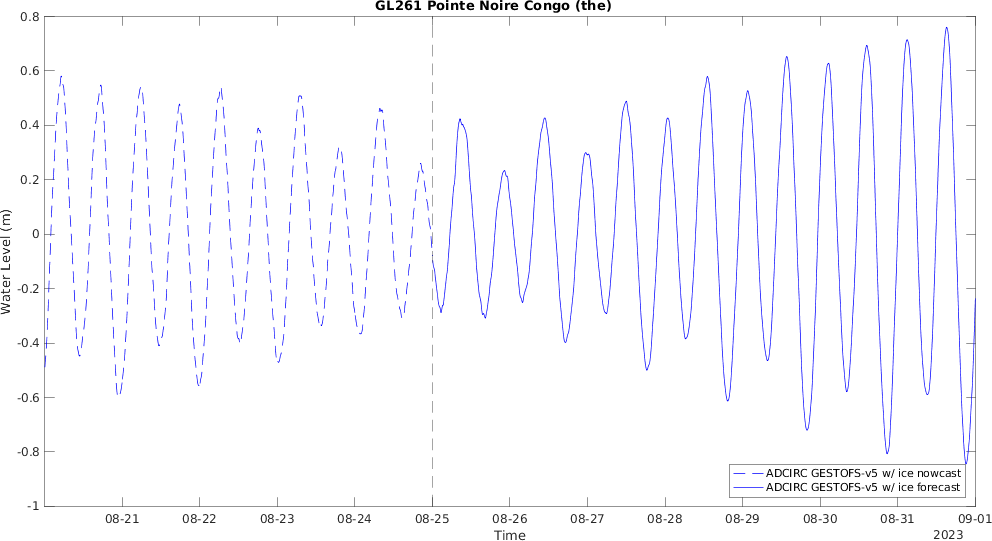 GL261 Pointe Noire Congo (the)
Water Level (m)
0.8
0.6
0.4
0.2
0
-0.2
-0.4
-0.6
-0.8
-1
ADCIRC GESTOFS-v5 w/ ice nowcast
ADCIRC GESTOFS-v5 w/ ice forecast
08-21 08-22 08-23 08-24 08-25 08-26 08-27 08-28 08-29 08-30 08-31 09-01
Time
2023